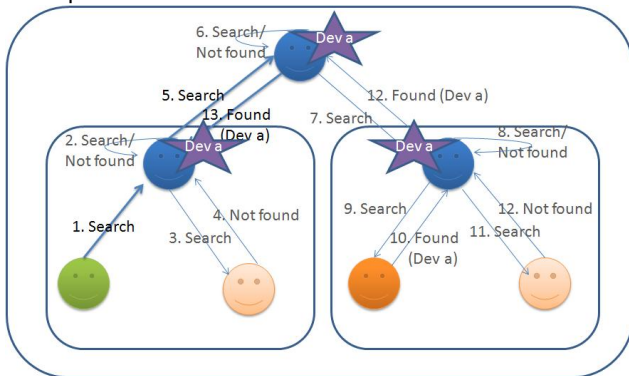 6. Search/
Not found
Dev a
5. Search
12. Found (Dev a)
13. Found
(Dev a)
7. Search
2. Search/
Not found
Dev a
Dev a
8. Search/
Not found
1. Search
3. Search
4. Not found
9. Search
10. Found
(Dev a)
12. Not found
11. Search